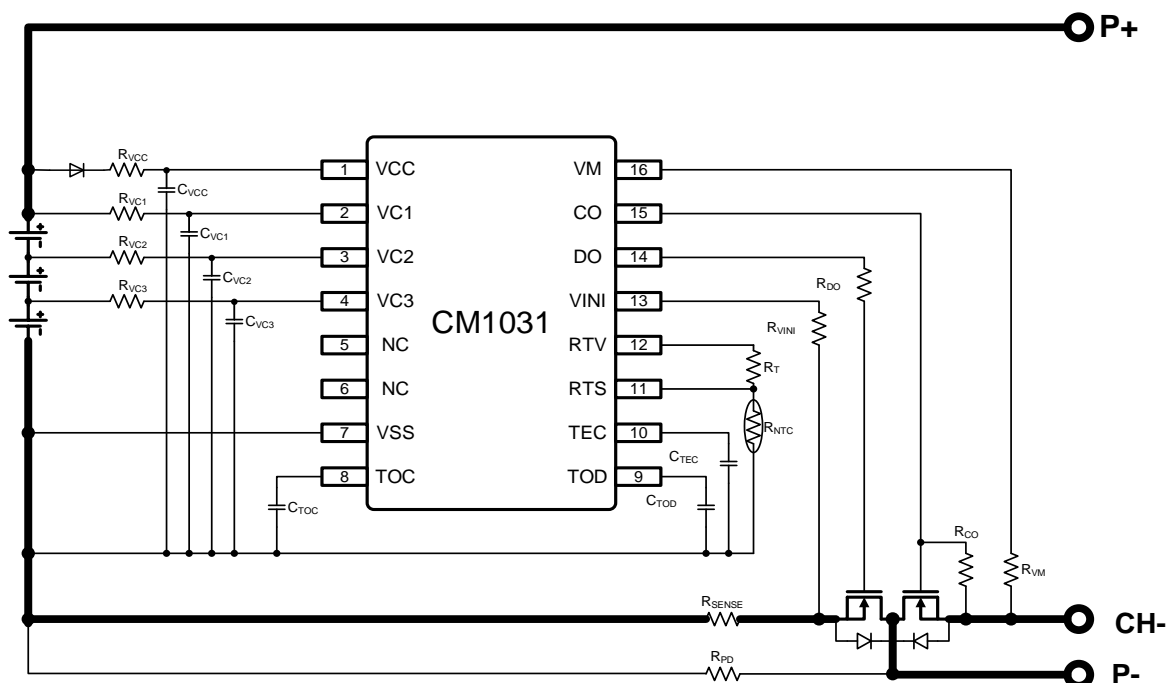 P+
RVCC
1 VCC
VM 16
CVCC
RVC1
2 VC1
CO 15
CVC1
RVC2
3 VC2
DO 14
CVC2
RDO
RVC3
4 VC3
VINI 13
CVC3
CM1031
RVINI
5 NC
RTV 12
RT
6 NC
RTS 11
RNTC
7 VSS
TEC 10
CTEC
8 TOC
TOD 9
CTOC
CTOD
RCO
RVM
RSENSE
CH-
RPD
P-